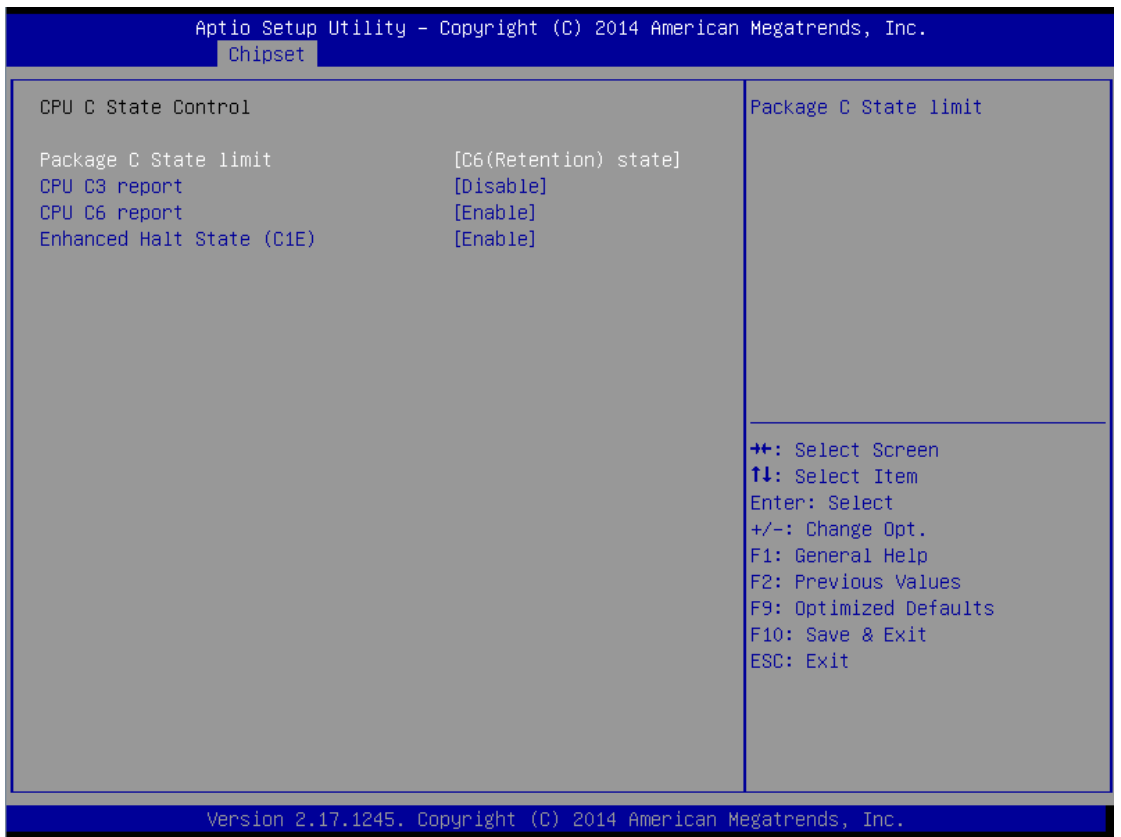 Aptio Setup Utility – Copyright (C) 2014 American Megatrends, Inc.
Chipset
CPU C State Control
Package C State limit [C6(Retention) state]
CPU C3 report [Disable]
CPU C6 report [Enable]
Enhanced Halt State (C1E) [Enable]
Package C State limit
→←: Select Screen
↑↓: Select Item
Enter: Select
+/-: Change Opt.
F1: General Help
F2: Previous Values
F9: Optimized Defaults
F10: Save & Exit
ESC: Exit
Version 2.17.1245. Copyright (C) 2014 American Megatrends, Inc.